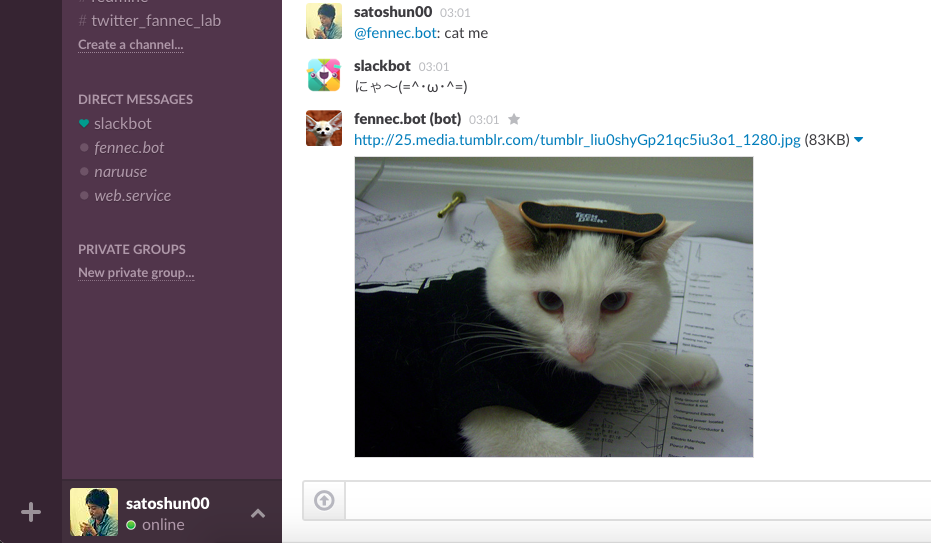 # twitter_fannec_lab
Create a channel...
DIRECT MESSAGES
slackbot
fennec.bot
naruuse
web.service
PRIVATE GROUPS
New private group...
satoshun00
online
satoshun00 03:01
@fennec.bot: cat me
slackbot 03:01
にゃ〜(=^･ω･^=)
fennec.bot (bot) 03:01
http://25.media.tumblr.com/tumblr_liu0shyGp21qc5iu3o1_1280.jpg (83KB)
TECH
DECK